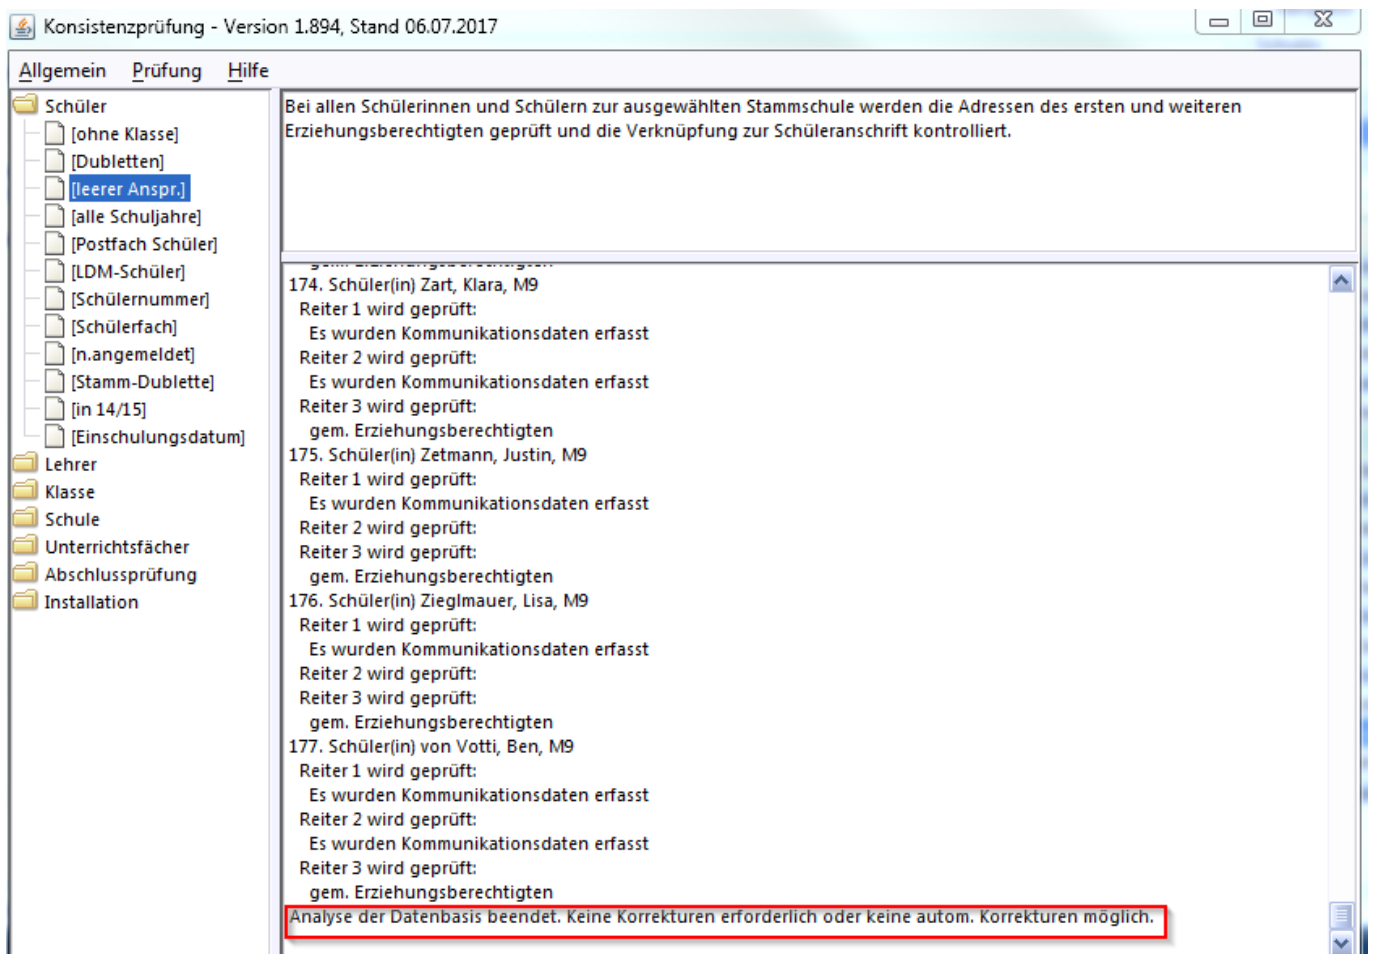 Konsistenzprüfung - Version 1.894, Stand 06.07.2017
Allgemein Prüfung Hilfe
Schüler
[ohne Klasse]
[Dubletten]
[leerer Anspr.]
[alle Schuljahre]
[Postfach Schüler]
[LDM-Schüler]
[Schülernummer]
[Schülerfach]
[n.angemeldet]
[Stamm-Dublette]
[in 14/15]
[Einschulungsdatum]
Lehrer
Klasse
Schule
Unterrichtsfächer
Abschlussprüfung
Installation
Bei allen Schülerinnen und Schülern zur ausgewählten Stammschule werden die Adressen des ersten und weiteren
Erziehungsberechtigten geprüft und die Verknüpfung zur Schüleranschrift kontrolliert.
gem. Erziehungsberechtigten
174. Schüler(in) Zart, Klara, M9
Reiter 1 wird geprüft:
Es wurden Kommunikationsdaten erfasst
Reiter 2 wird geprüft:
Es wurden Kommunikationsdaten erfasst
Reiter 3 wird geprüft:
gem. Erziehungsberechtigten
175. Schüler(in) Zetmann, Justin, M9
Reiter 1 wird geprüft:
Es wurden Kommunikationsdaten erfasst
Reiter 2 wird geprüft:
Reiter 3 wird geprüft:
gem. Erziehungsberechtigten
176. Schüler(in) Zieglmauer, Lisa, M9
Reiter 1 wird geprüft:
Es wurden Kommunikationsdaten erfasst
Reiter 2 wird geprüft:
Reiter 3 wird geprüft:
gem. Erziehungsberechtigten
177. Schüler(in) von Votti, Ben, M9
Reiter 1 wird geprüft:
Es wurden Kommunikationsdaten erfasst
Reiter 2 wird geprüft:
Es wurden Kommunikationsdaten erfasst
Reiter 3 wird geprüft:
gem. Erziehungsberechtigten
Analyse der Datenbasis beendet. Keine Korrekturen erforderlich oder keine autom. Korrekturen möglich.